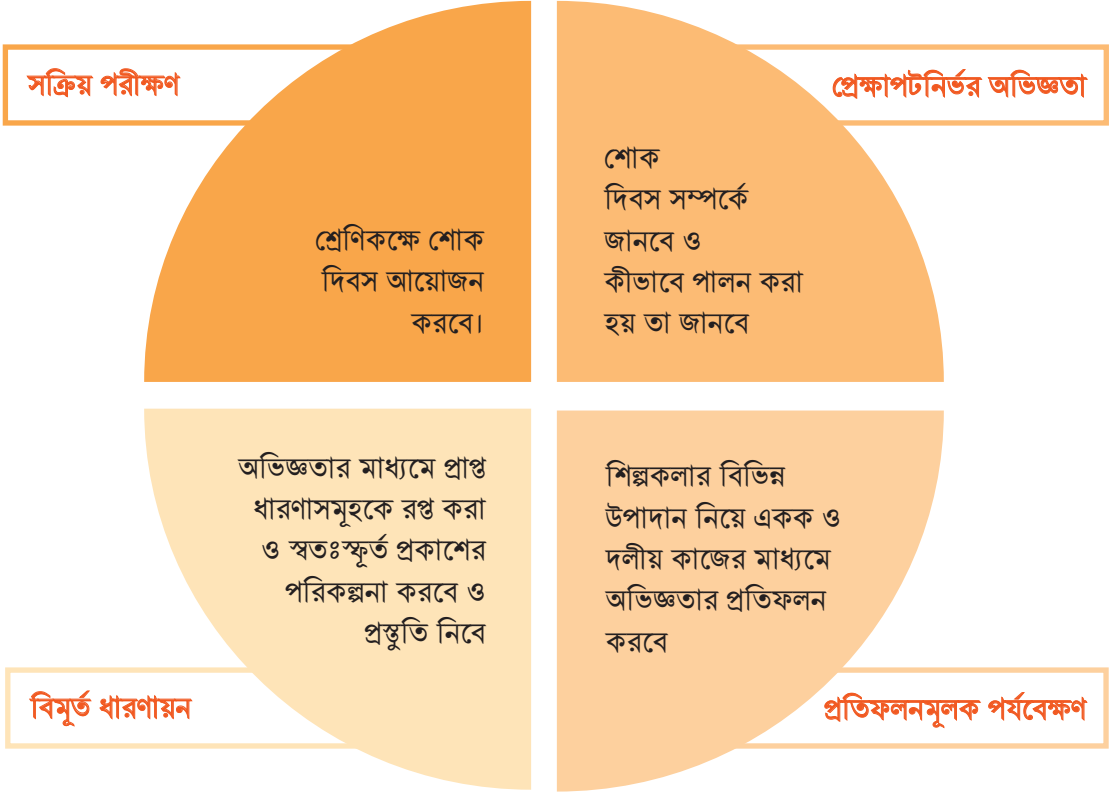 সক্রিয় পরীক্ষণ
প্রেক্ষাপটনির্ভর অভিজ্ঞতা
শ্রেণিকক্ষে শোক
দিবস আয়োজন
করবে।
শোক
দিবস সম্পর্কে
জানবে ও
কীভাবে পালন করা
হয় তা জানবে
অভিজ্ঞতার মাধ্যমে প্রাপ্ত
ধারণাসমূহকে রপ্ত করা
ও স্বতঃস্ফূর্ত প্রকাশের
পরিকল্পনা করবে ও
প্রস্তুতি নিবে
শিল্পকলার বিভিন্ন
উপাদান নিয়ে একক ও
দলীয় কাজের মাধ্যমে
অভিজ্ঞতার প্রতিফলন
করবে
বিমূর্ত ধারণায়ন
প্রতিফলনমূলক পর্যবেক্ষণ